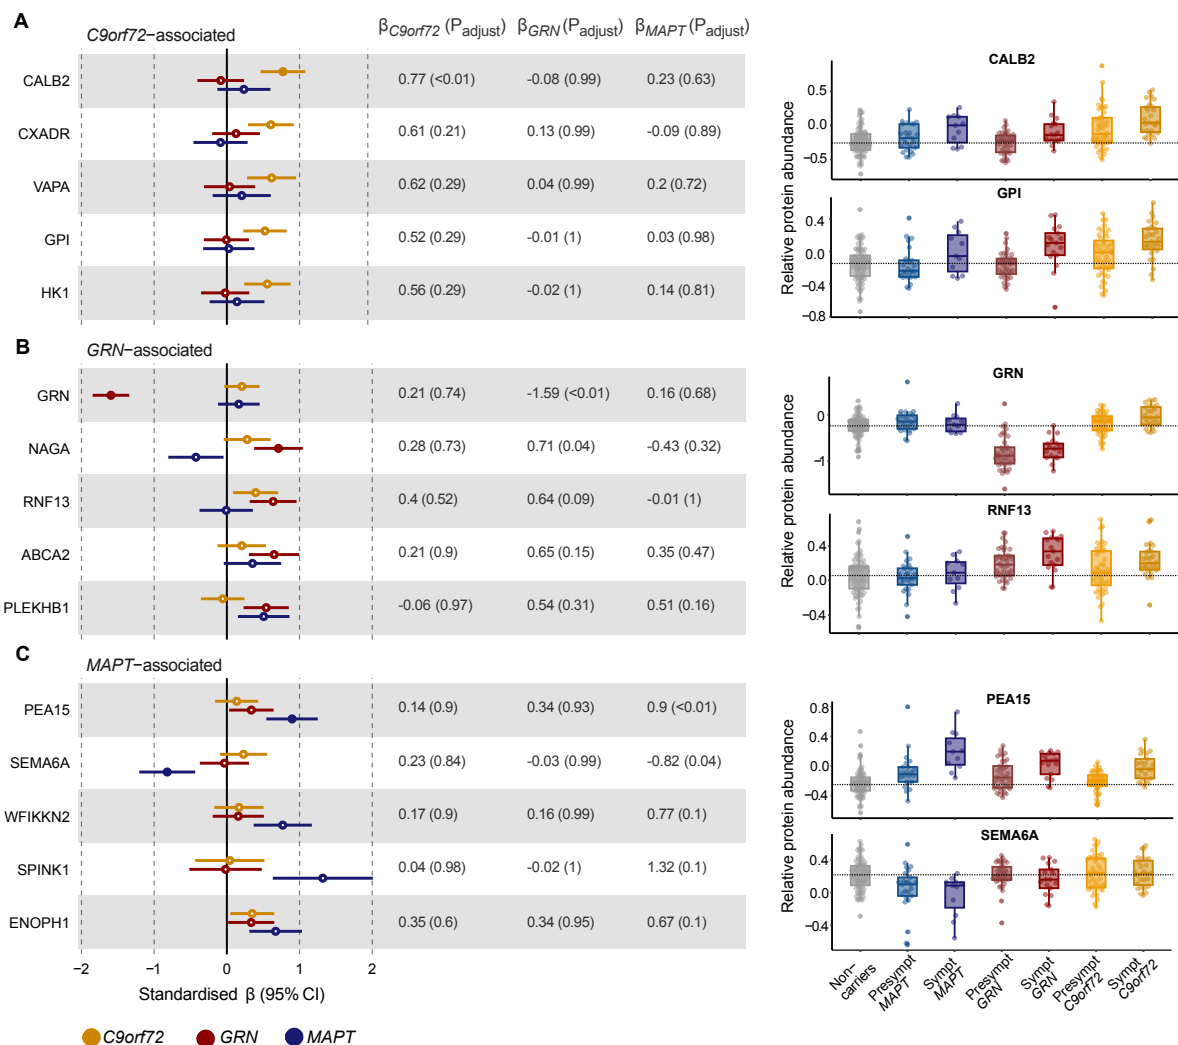 A
C9orf72−associated
βC9orf72 (Padjust) βGRN (Padjust) βMAPT (Padjust)
CALB2 0.77 (<0.01) -0.08 (0.99) 0.23 (0.63)
CXADR 0.61 (0.21) 0.13 (0.99) -0.09 (0.89)
VAPA 0.62 (0.29) 0.04 (0.99) 0.2 (0.72)
GPI 0.52 (0.29) -0.01 (1) 0.03 (0.98)
HK1 0.56 (0.29) -0.02 (1) 0.14 (0.81)
B
GRN−associated
GRN 0.21 (0.74) -1.59 (<0.01) 0.16 (0.68)
NAGA 0.28 (0.73) 0.71 (0.04) -0.43 (0.32)
RNF13 0.4 (0.52) 0.64 (0.09) -0.01 (1)
ABCA2 0.21 (0.9) 0.65 (0.15) 0.35 (0.47)
PLEKHB1 -0.06 (0.97) 0.54 (0.31) 0.51 (0.16)
C
MAPT−associated
PEA15 0.14 (0.9) 0.34 (0.93) 0.9 (<0.01)
SEMA6A 0.23 (0.84) -0.03 (0.99) -0.82 (0.04)
WFIKKN2 0.17 (0.9) 0.16 (0.99) 0.77 (0.1)
SPINK1 0.04 (0.98) -0.02 (1) 1.32 (0.1)
ENOPH1 0.35 (0.6) 0.34 (0.95) 0.67 (0.1)
−2 −1 0 1 2
Standardised β (95% CI)
C9orf72 GRN MAPT
Relative protein abundance
CALB2
0.5
0.0
−0.5
GPI
0.4
0.0
−0.4
−0.8
Relative protein abundance
GRN
0
−1
RNF13
0.4
0.0
−0.4
Relative protein abundance
PEA15
0.8
0.4
0.0
−0.4
SEMA6A
0.4
0.0
−0.4
Non-
carriers
Presympt
MAPT
Sympt
MAPT
Presympt
GRN
Sympt
GRN
Presympt
C9orf72
Sympt
C9orf72